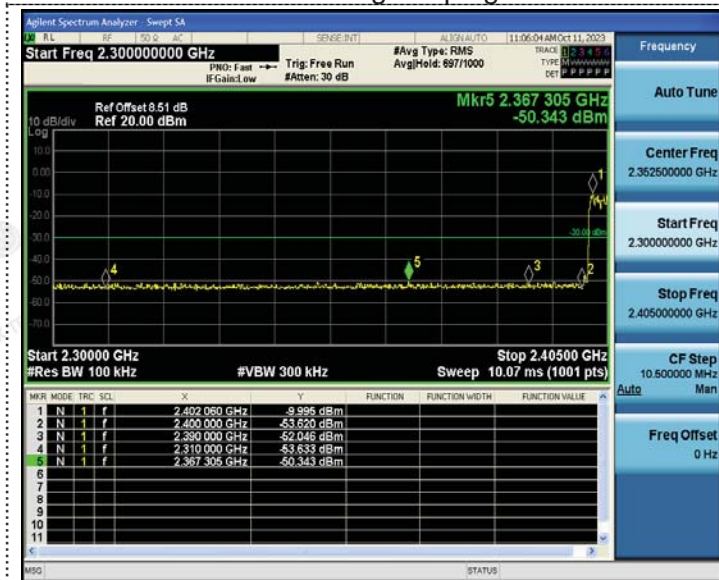 Agilent Spectrum Analyzer - Swept SA
RL RF 50 Ω AC SENSE:INT ALIGN AUTO 11:06:04 AM Oct 11, 2023
Start Freq 2.300000000 GHz
PNO: Fast Trig: Free Run
IFGain:Low #Atten: 30 dB
#Avg Type: RMS
Avg|Hold: 697/1000
TRACE 1 2 3 4 5 6
TYPE M W W W W W
DET P P P P P P
Ref Offset 8.51 dB
10 dB/div Ref 20.00 dBm
Log
Mkr5 2.367 305 GHz
-50.343 dBm
10.0
0.00
-10.0
-20.0
-30.0
-40.0
-50.0
-60.0
-70.0
-30.00 dBm
1
2
3
4
5
Start 2.30000 GHz Stop 2.40500 GHz
#Res BW 100 kHz #VBW 300 kHz Sweep 10.07 ms (1001 pts)
MKR MODE TRC SCL X Y FUNCTION FUNCTION WIDTH FUNCTION VALUE
1 N 1 f 2.402 060 GHz -9.995 dBm
2 N 1 f 2.400 000 GHz -53.620 dBm
3 N 1 f 2.390 000 GHz -52.046 dBm
4 N 1 f 2.310 000 GHz -53.633 dBm
5 N 1 f 2.367 305 GHz -50.343 dBm
6
7
8
9
10
11
MSG STATUS
Frequency
Auto Tune
Center Freq
2.352500000 GHz
Start Freq
2.300000000 GHz
Stop Freq
2.405000000 GHz
CF Step
10.500000 MHz
Auto Man
Freq Offset
0 Hz